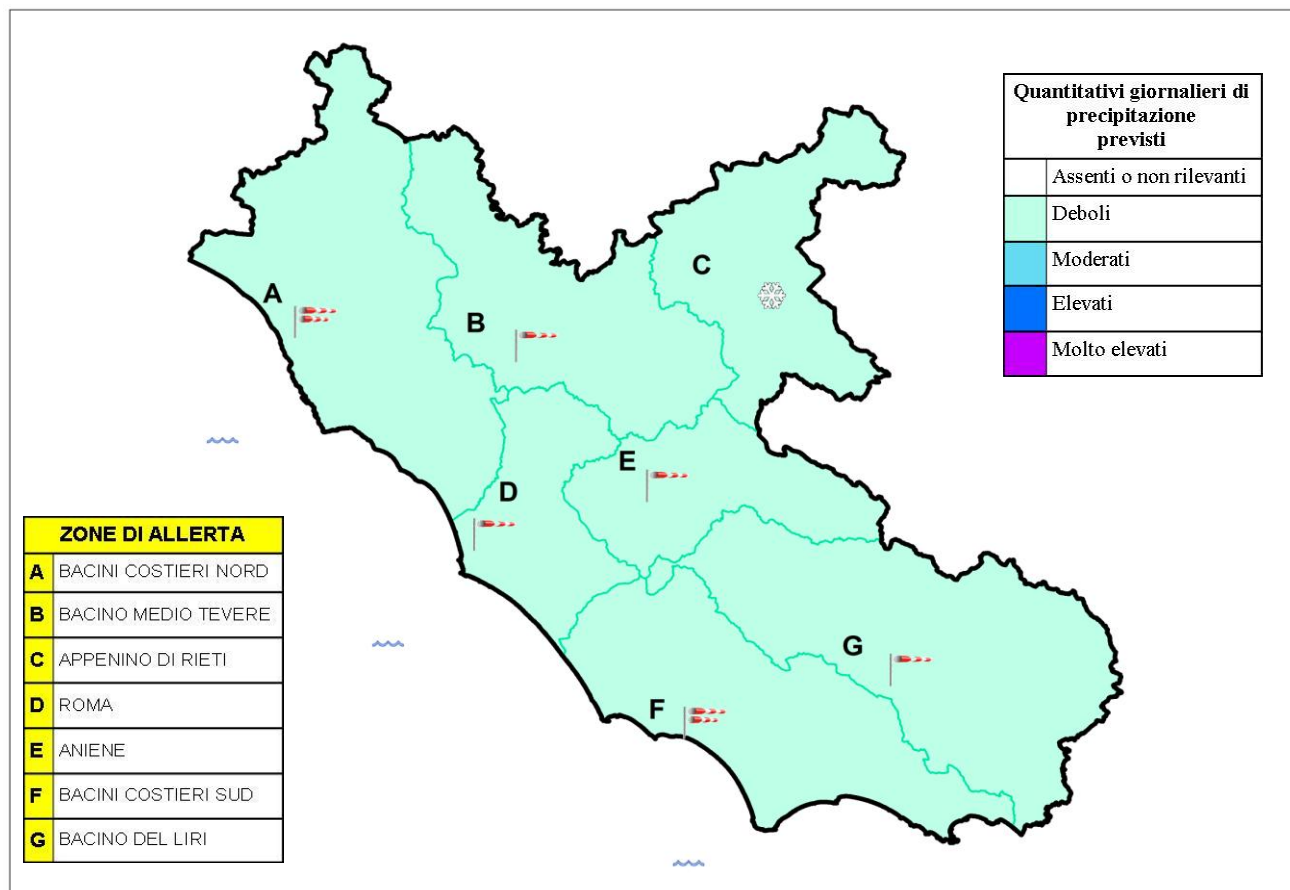 Quantitativi giornalieri di
precipitazione
previsti
Assenti o non rilevanti
Deboli
Moderati
Elevati
Molto elevati
A
B
C
D
E
F
G
ZONE DI ALLERTA
A BACINI COSTIERI NORD
B BACINO MEDIO TEVERE
C APPENINO DI RIETI
D ROMA
E ANIENE
F BACINI COSTIERI SUD
G BACINO DEL LIRI